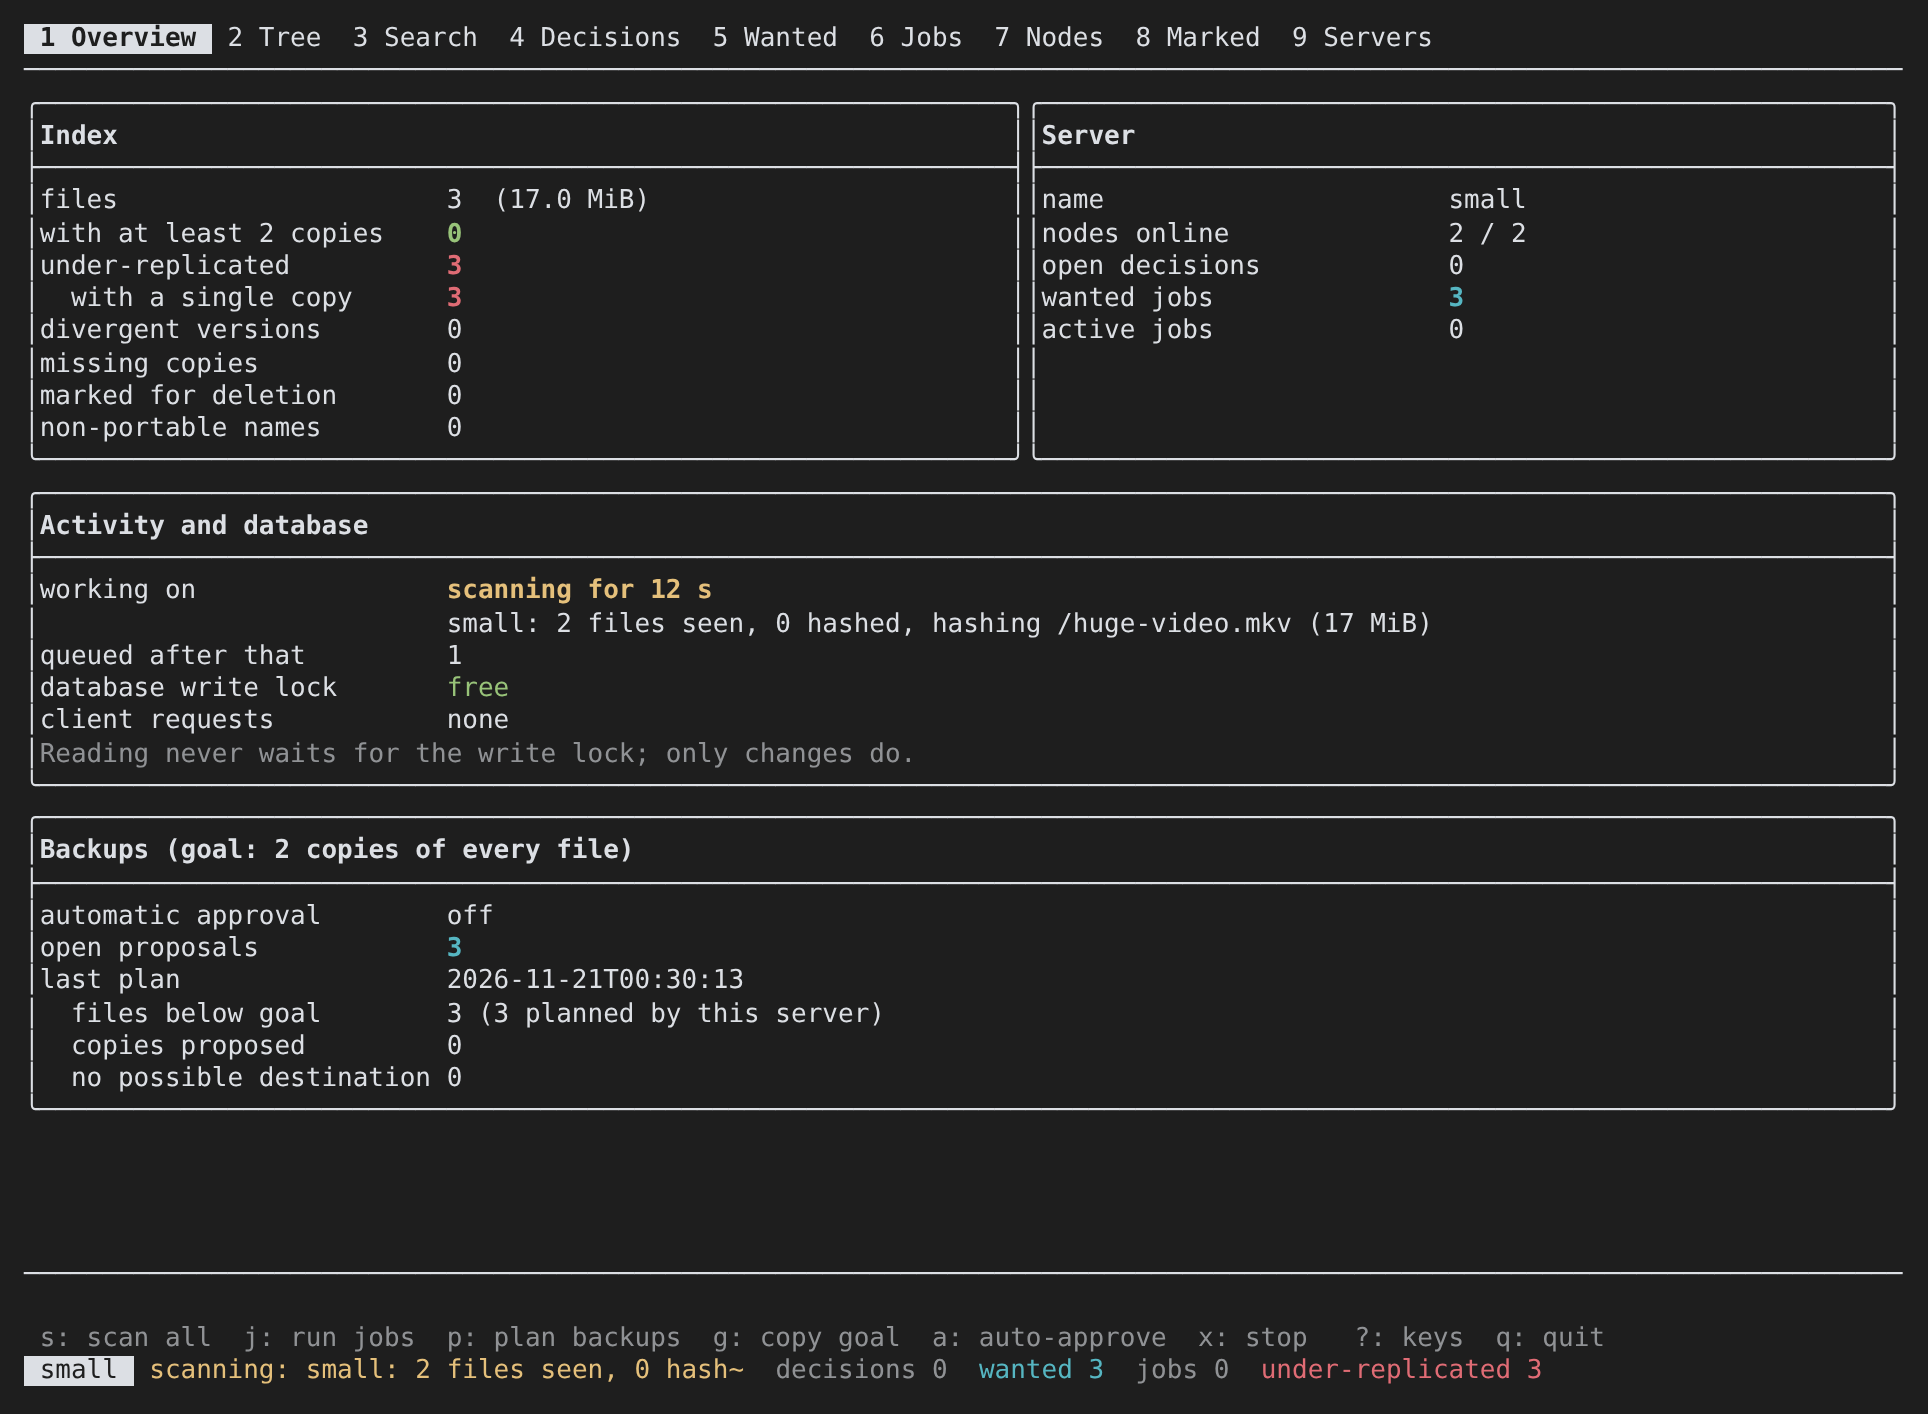 1 Overview  2 Tree  3 Search  4 Decisions  5 Wanted  6 Jobs  7 Nodes  8 Marked  9 Servers
Index
files 3 (17.0 MiB)
with at least 2 copies 0
under-replicated 3
with a single copy 3
divergent versions 0
missing copies 0
marked for deletion 0
non-portable names 0
Server
name small
nodes online 2 / 2
open decisions 0
wanted jobs 3
active jobs 0
Activity and database
working on scanning for 12 s
small: 2 files seen, 0 hashed, hashing /huge-video.mkv (17 MiB)
queued after that 1
database write lock free
client requests none
Reading never waits for the write lock; only changes do.
Backups (goal: 2 copies of every file)
automatic approval off
open proposals 3
last plan 2026-11-21T00:30:13
files below goal 3 (3 planned by this server)
copies proposed 0
no possible destination 0
s: scan all  j: run jobs  p: plan backups  g: copy goal  a: auto-approve  x: stop   ?: keys  q: quit
small scanning: small: 2 files seen, 0 hash~  decisions 0  wanted 3  jobs 0  under-replicated 3